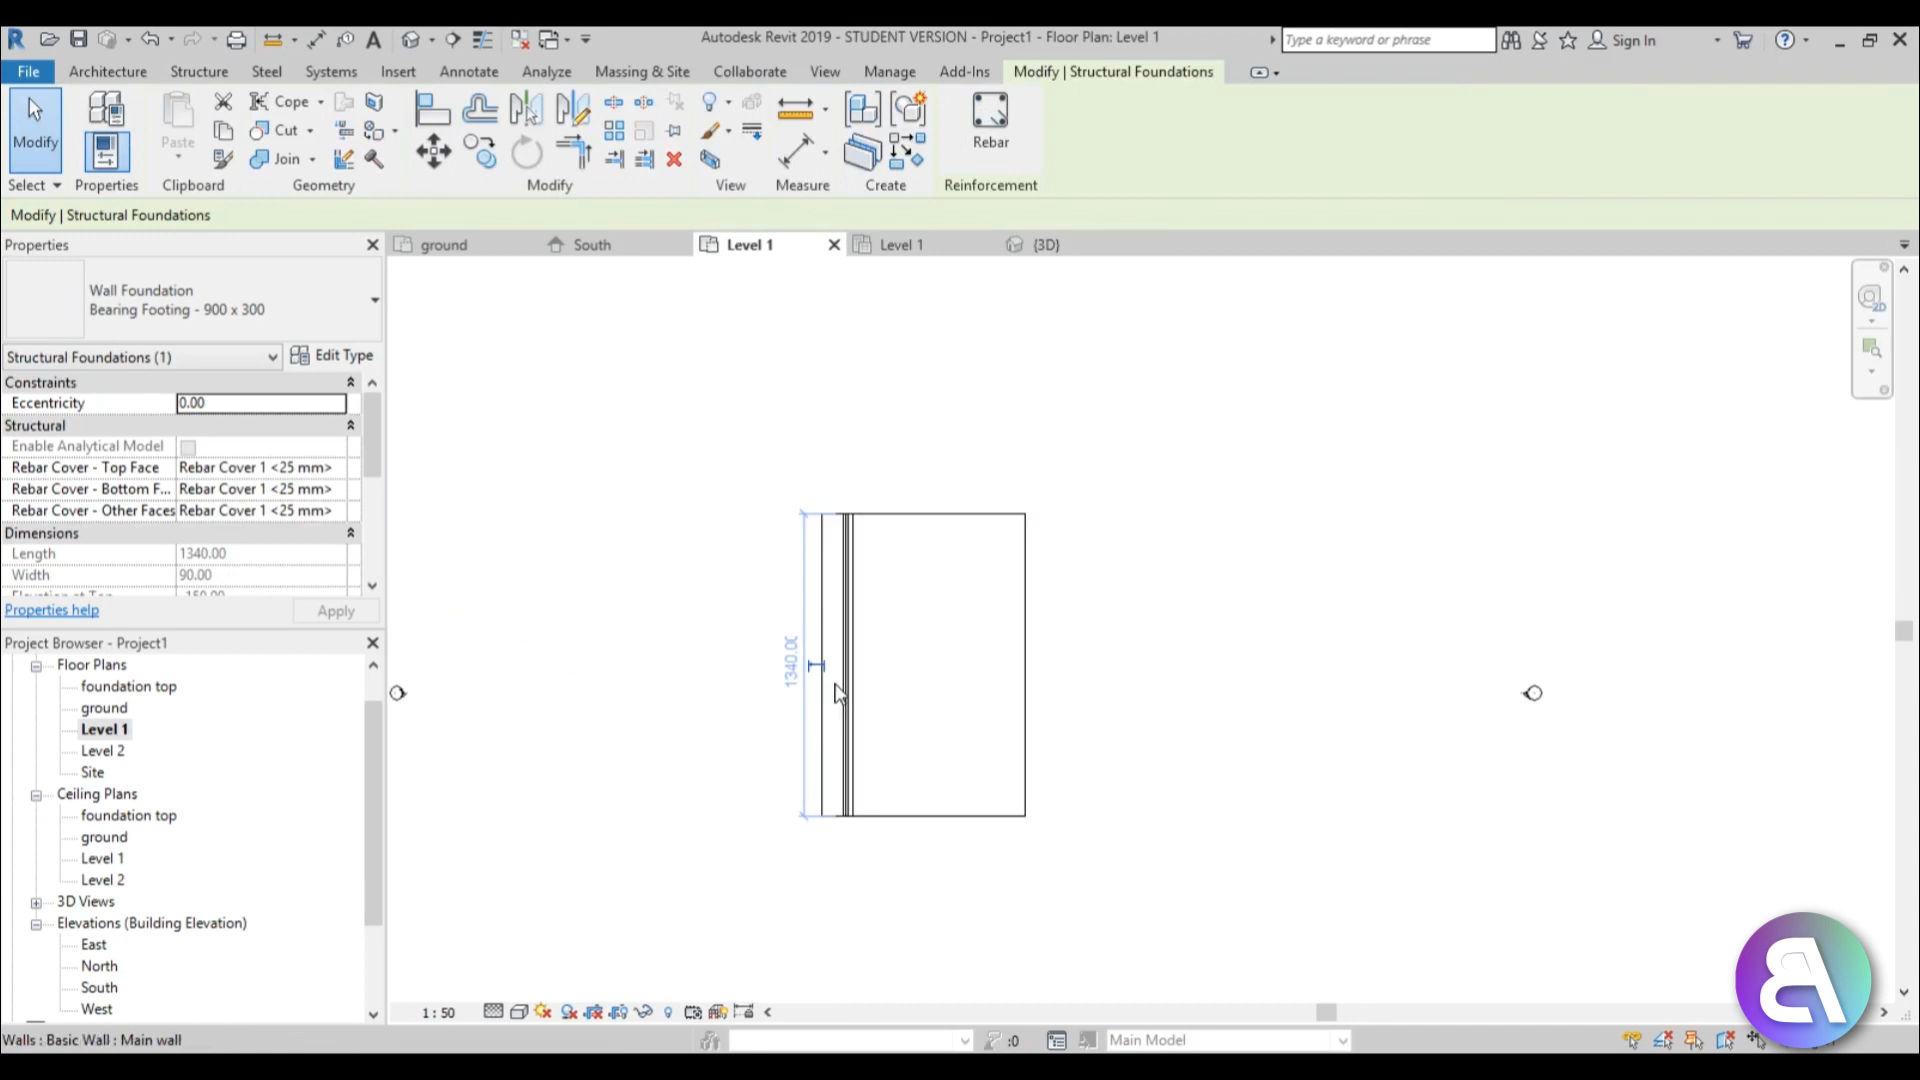 Autodesk Revit 2019 - STUDENT VERSION - Project1 - Floor Plan: Level 1
Type a keyword or phrase
Sign In
File Architecture Structure Steel Systems Insert Annotate Analyze Massing & Site Collaborate View Manage Add-Ins Modify | Structural Foundations
Modify
Paste
Cope
Cut
Join
Rebar
Select Properties Clipboard Geometry Modify View Measure Create Reinforcement
Modify | Structural Foundations
Properties
ground South Level 1 Level 1 {3D}
Wall Foundation
Bearing Footing - 900 x 300
Structural Foundations (1)
Edit Type
Constraints
Eccentricity 0.00
Structural
Enable Analytical Model
Rebar Cover - Top Face Rebar Cover 1 <25 mm>
Rebar Cover - Bottom F... Rebar Cover 1 <25 mm>
Rebar Cover - Other Faces Rebar Cover 1 <25 mm>
Dimensions
Length 1340.00
Width 90.00
Properties help
Apply
Project Browser - Project1
Floor Plans
foundation top
ground
Level 1
Level 2
Site
Ceiling Plans
foundation top
ground
Level 1
Level 2
3D Views
Elevations (Building Elevation)
East
North
South
West
1340.00
2D
1 : 50
Walls : Basic Wall : Main wall
:0
Main Model